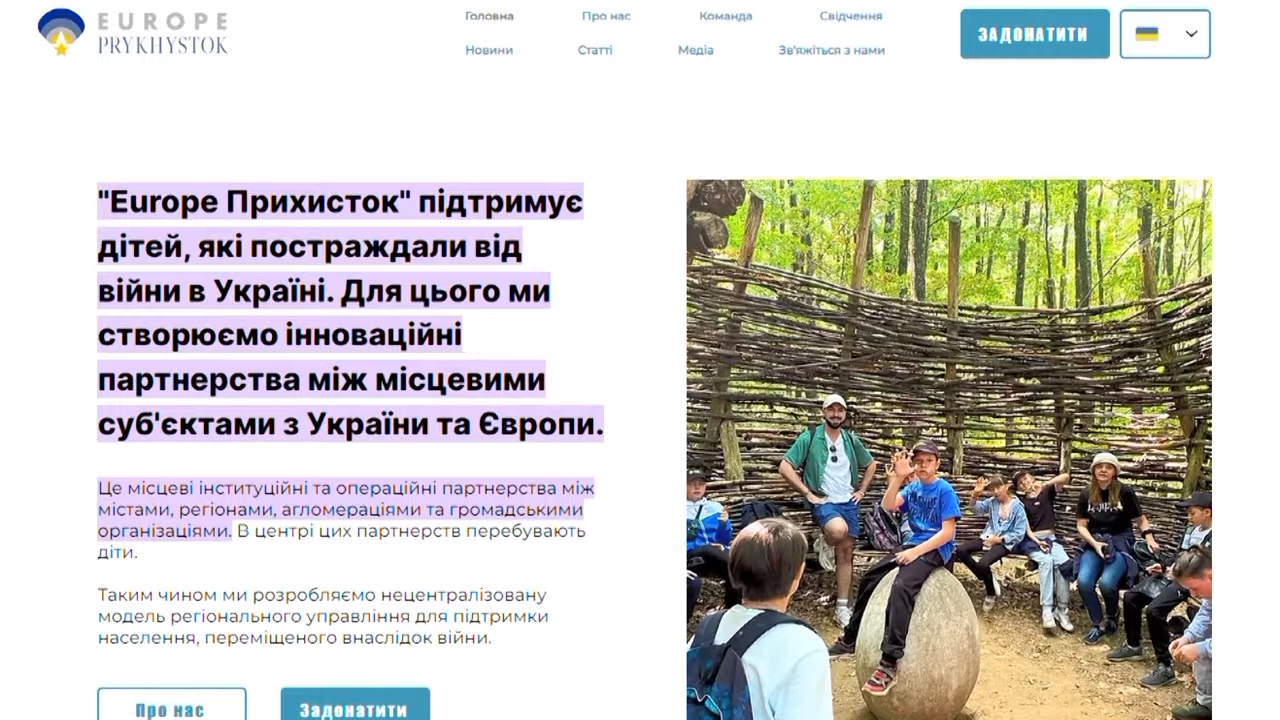 EUROPE
PRYKHYSTOK
Головна Про нас Команда Свідчення
Новини Статті Медіа Зв'яжіться з нами
ЗАДОНАТИТИ
"Europe Прихисток" підтримує
дітей, які постраждали від
війни в Україні. Для цього ми
створюємо інноваційні
партнерства між місцевими
суб'єктами з України та Європи.
Це місцеві інституційні та операційні партнерства між
містами, регіонами, агломераціями та громадськими
організаціями. В центрі цих партнерств перебувають
діти.
Таким чином ми розробляємо нецентралізовану
модель регіонального управління для підтримки
населення, переміщеного внаслідок війни.
Про нас Задонатити